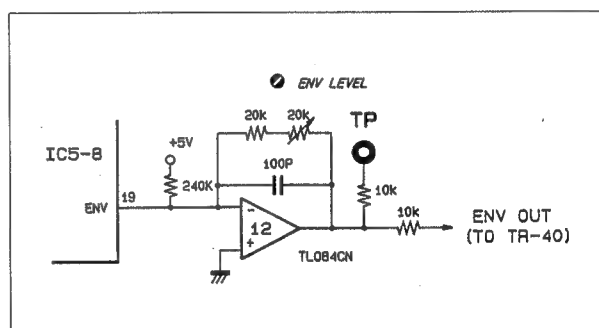 ENV LEVEL
20k 20k
TP
+5V
IC5-8
100P
240K
10k
19
ENV
-
10k
12
ENV OUT
+
(TO TR-40)
TL084CN